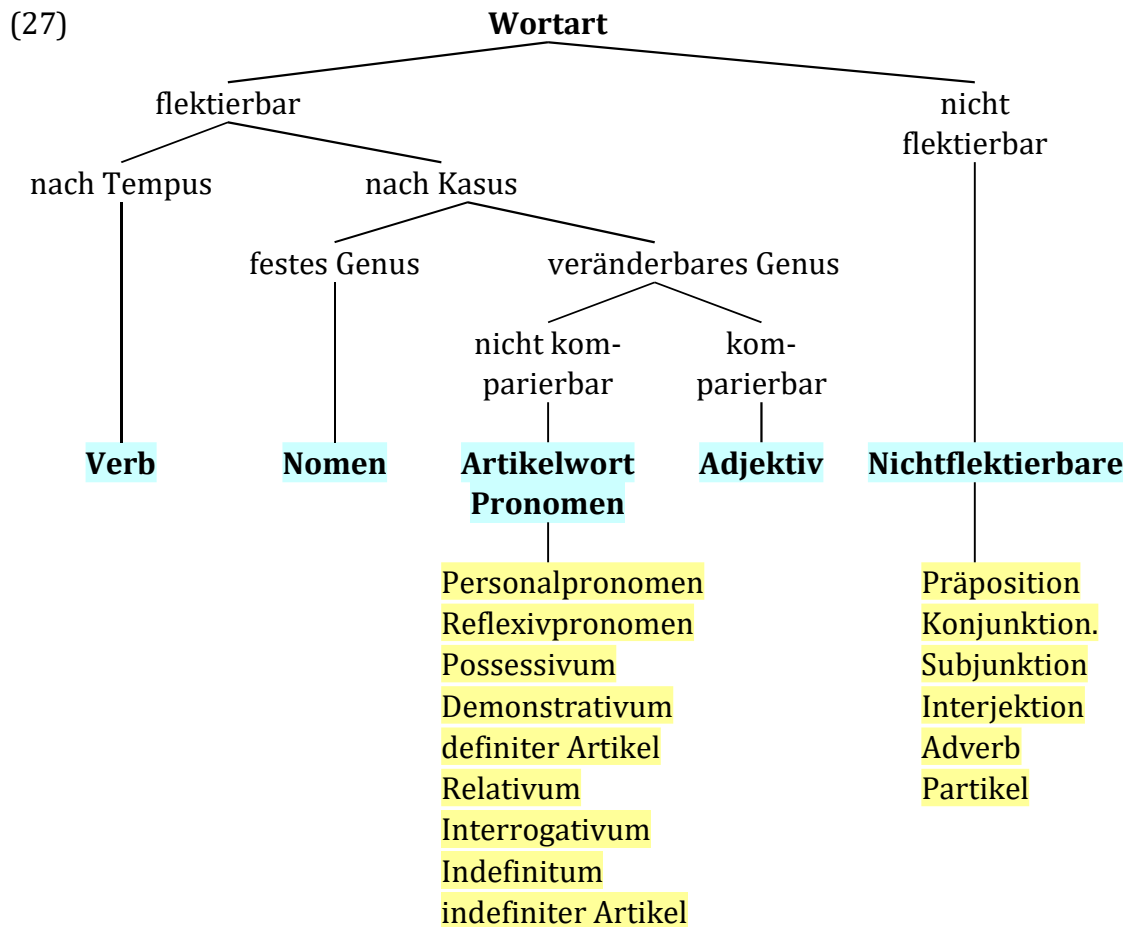 (27)
Wortart
flektierbar
nicht
flektierbar
nach Tempus
nach Kasus
festes Genus
veränderbares Genus
nicht kom-
parierbar
kom-
parierbar
Verb
Nomen
Artikelwort
Pronomen
Adjektiv
Nichtflektierbare
Personalpronomen
Reflexivpronomen
Possessivum
Demonstrativum
definiter Artikel
Relativum
Interrogativum
Indefinitum
indefiniter Artikel
Präposition
Konjunktion.
Subjunktion
Interjektion
Adverb
Partikel